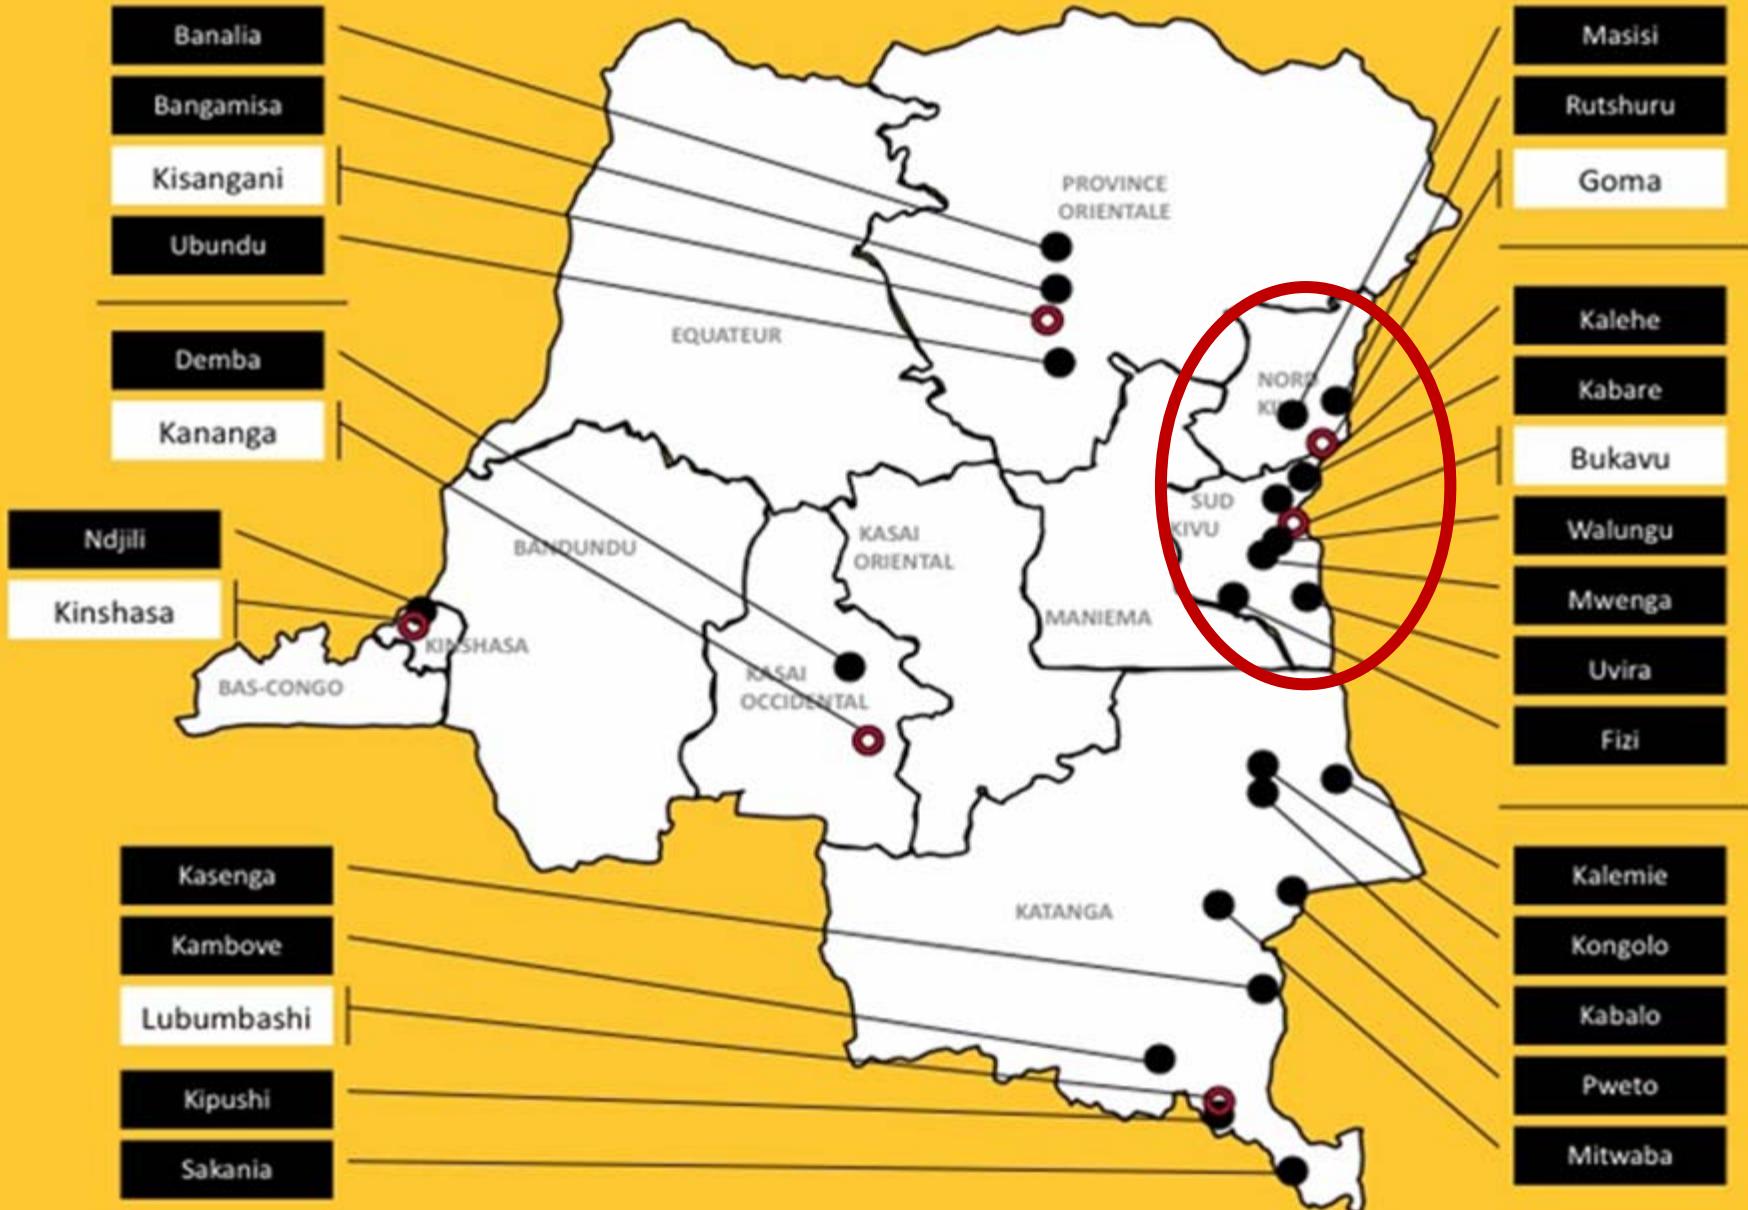 Banalia
Bangamisa
Kisangani
Ubundu
Demba
Kananga
Ndjili
Kinshasa
Kasenga
Kambove
Lubumbashi
Kipushi
Sakania
PROVINCE
ORIENTALE
EQUATEUR
NORD
SUD
KIVU
BANDUNDU
KASAI
ORIENTAL
MANIEMA
KINSHASA
BAS-CONGO
KASAI
OCCIDENTAL
KATANGA
Masisi
Rutshuru
Goma
Kalehe
Kabare
Bukavu
Walungu
Mwenga
Uvira
Fizi
Kalemie
Kongolo
Kabalo
Pweto
Mitwaba